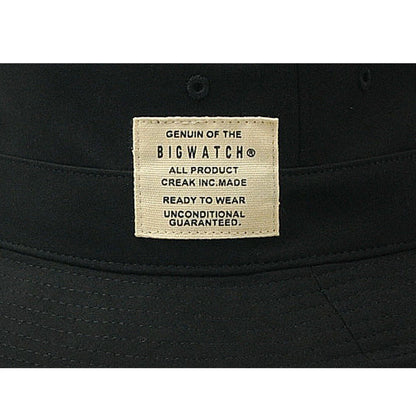 GENUIN OF THE
BIGWATCH®
ALL PRODUCT
CREAK INC.MADE
READY TO WEAR
UNCONDITIONAL
GUARANTEED.